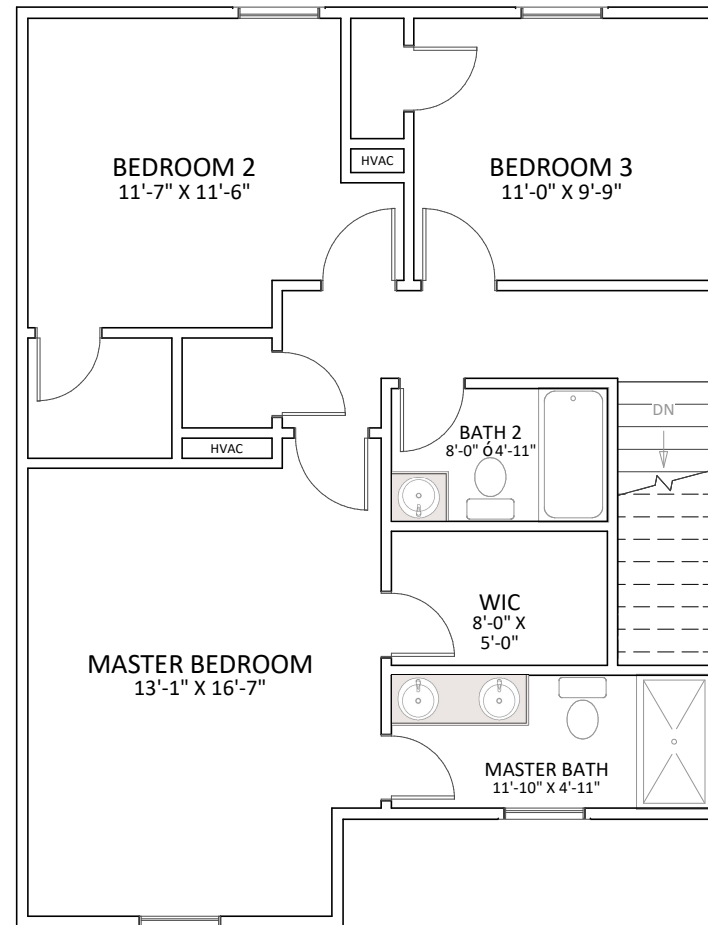 BEDROOM 2
11'-7" X 11'-6"
HVAC
BEDROOM 3
11'-0" X 9'-9"
DN
BATH 2
8'-0" Ó 4'-11"
HVAC
WIC
8'-0" X
5'-0"
MASTER BEDROOM
13'-1" X 16'-7"
MASTER BATH
11'-10" X 4'-11"